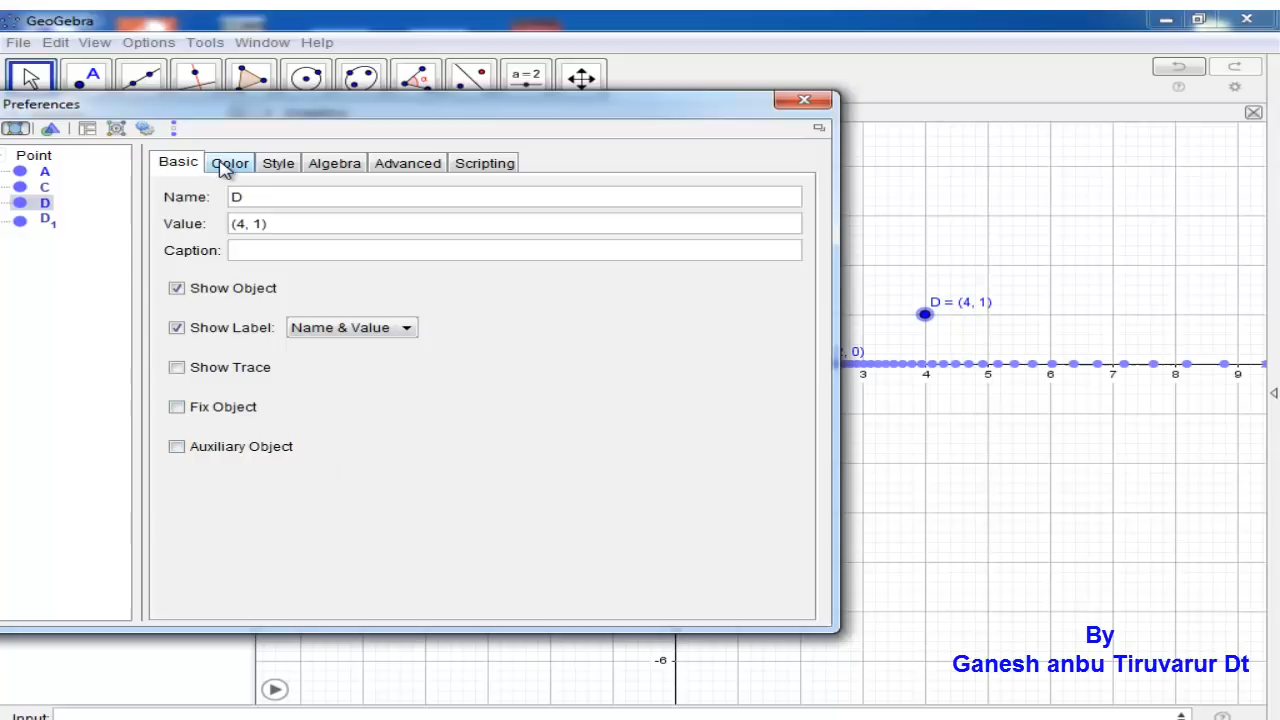 GeoGebra
File Edit View Options Tools Window Help
A
a = 2
Preferences
Point
A
C
D
D1
Basic Color Style Algebra Advanced Scripting
Name: D
Value: (4, 1)
Caption:
Show Object
Show Label: Name & Value
Show Trace
Fix Object
Auxiliary Object
D = (4, 1)
, 0)
3 4 5 6 7 8 9
-6
By
Ganesh anbu Tiruvarur Dt
Input: